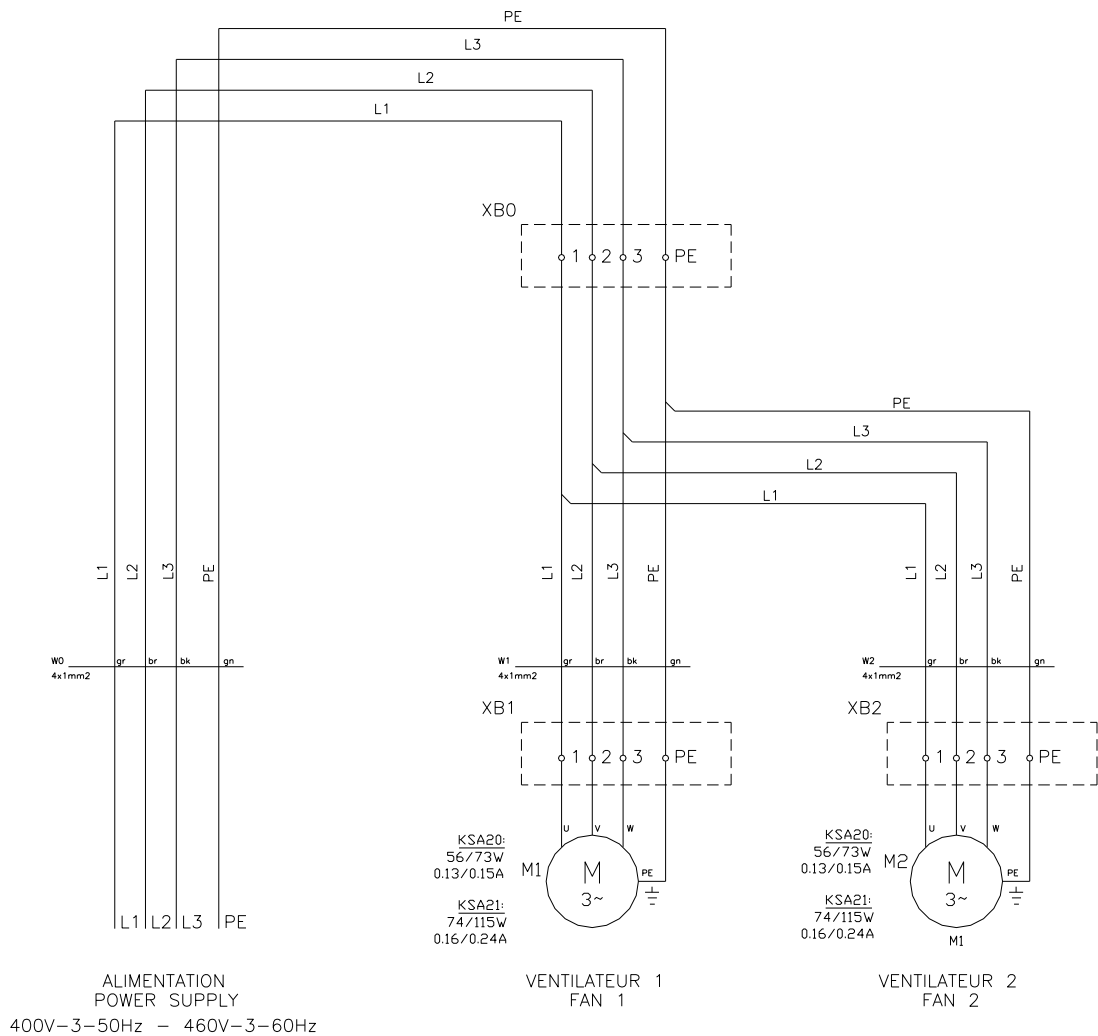 PE
L3
L2
L1
XB0
1 2 3 PE
PE
L3
L2
L1
L1 L2 L3 PE
L1 L2 L3 PE
L1 L2 L3 PE
W0 gr br bk gn
4x1mm2
W1 gr br bk gn
4x1mm2
W2 gr br bk gn
4x1mm2
XB1
1 2 3 PE
XB2
1 2 3 PE
U V W
KSA20:
56/73W
0.13/0.15A
M1
M
3~
PE
KSA21:
74/115W
0.16/0.24A
U V W
KSA20:
56/73W
0.13/0.15A
M2
M
3~
PE
KSA21:
74/115W
0.16/0.24A
M1
L1 L2 L3 PE
ALIMENTATION
POWER SUPPLY
400V-3-50Hz - 460V-3-60Hz
VENTILATEUR 1
FAN 1
VENTILATEUR 2
FAN 2